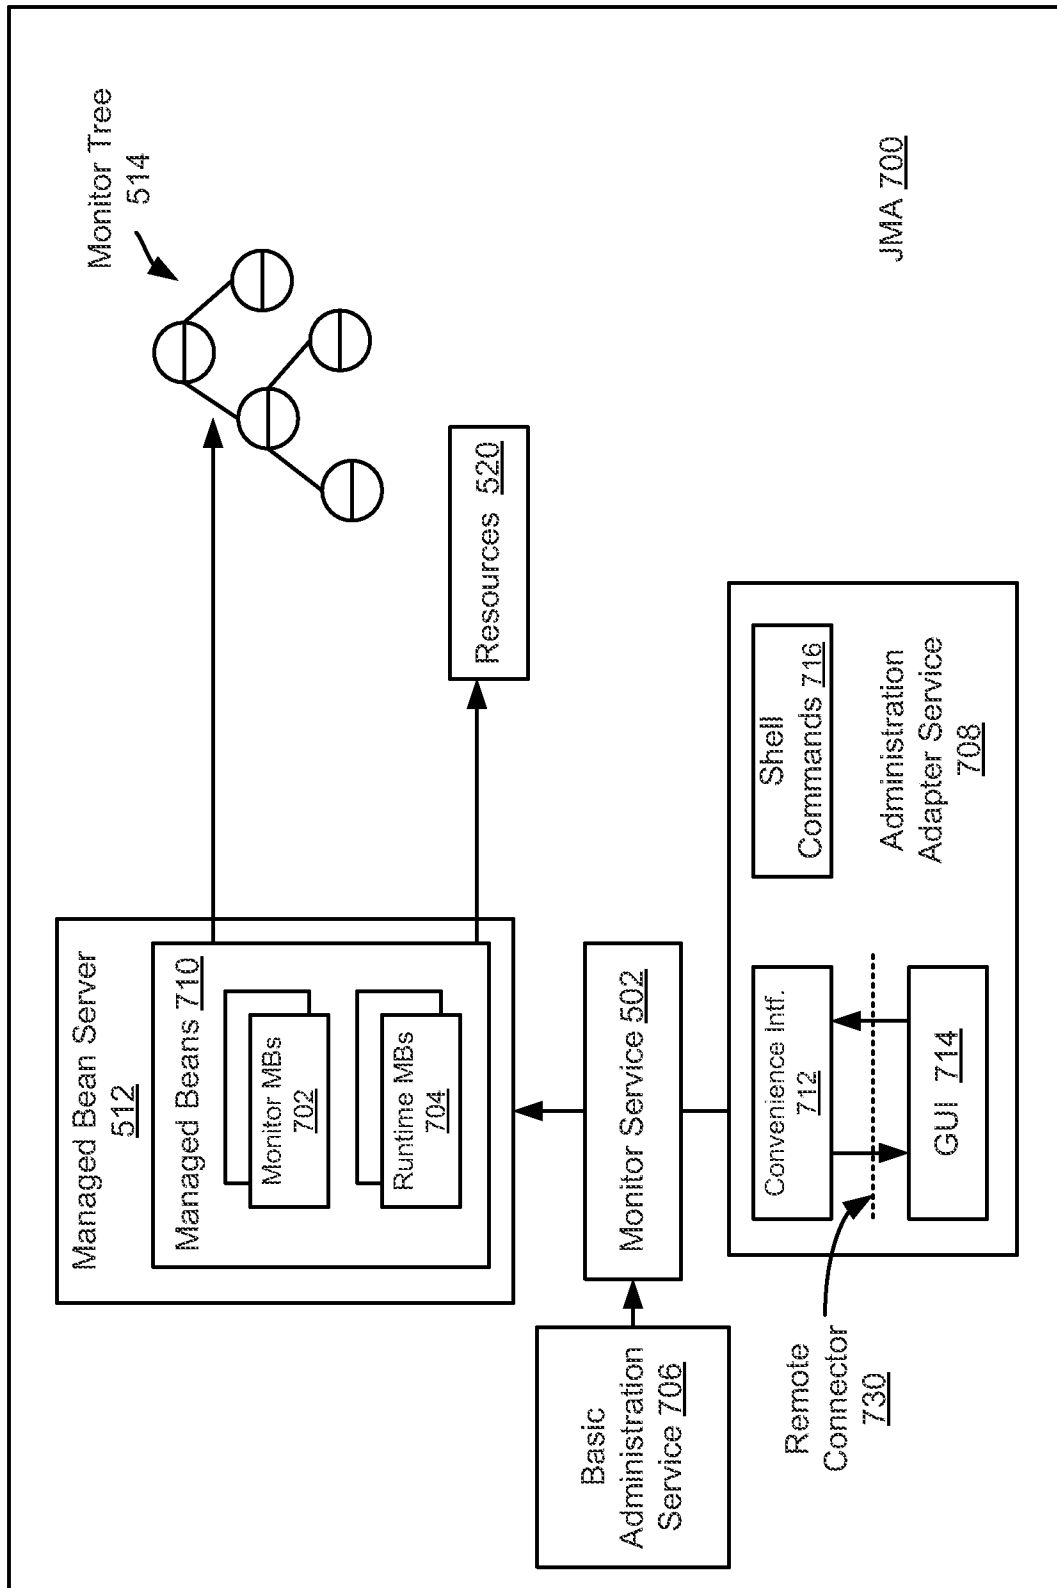 Managed Bean Server
512
Managed Beans 710
Monitor MBs
702
Runtime MBs
704
Monitor Tree
514
Resources 520
Basic
Administration
Service 706
Monitor Service 502
Remote
Connector
730
Convenience Intf.
712
GUI 714
Shell
Commands 716
Administration
Adapter Service
708
JMA 700